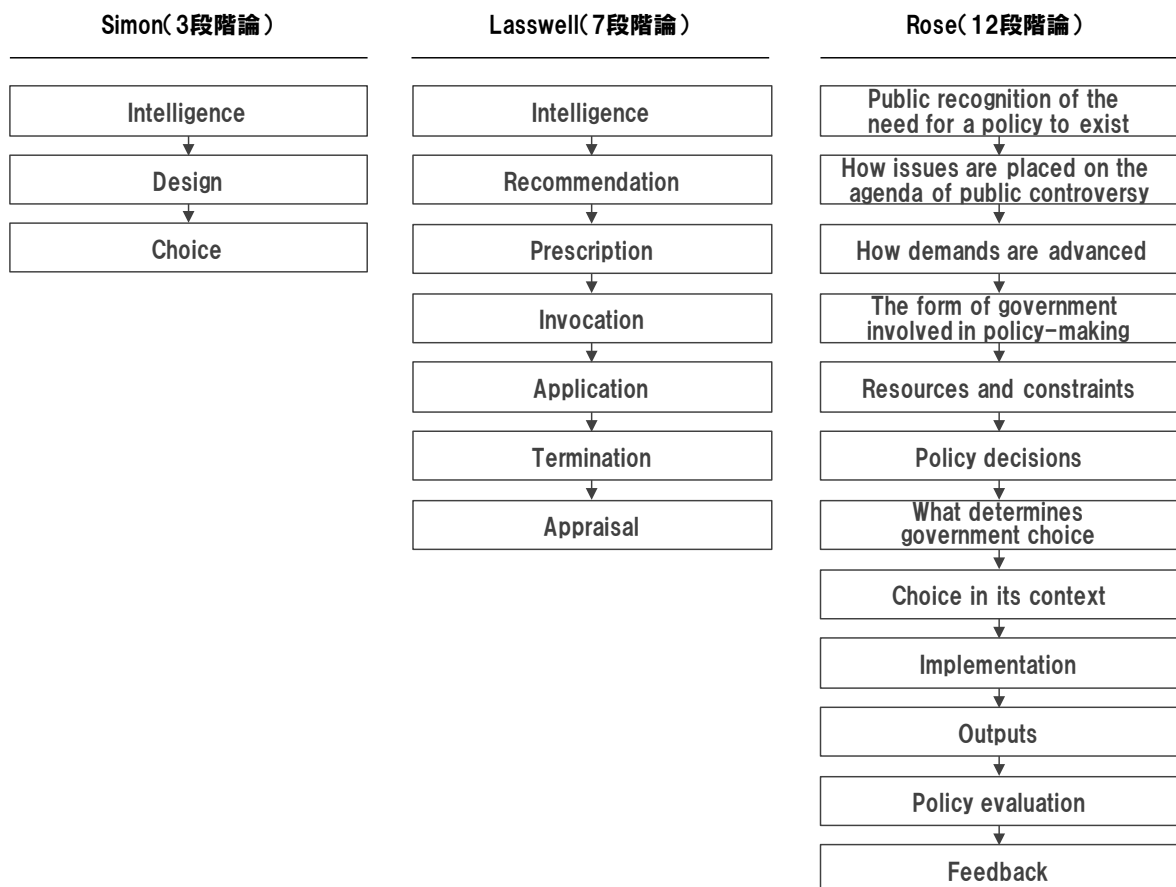 Simon（3段階論）
Intelligence
Design
Choice
Lasswell（7段階論）
Intelligence
Recommendation
Prescription
Invocation
Application
Termination
Appraisal
Rose（12段階論）
Public recognition of the
need for a policy to exist
How issues are placed on the
agenda of public controversy
How demands are advanced
The form of government
involved in policy-making
Resources and constraints
Policy decisions
What determines
government choice
Choice in its context
Implementation
Outputs
Policy evaluation
Feedback